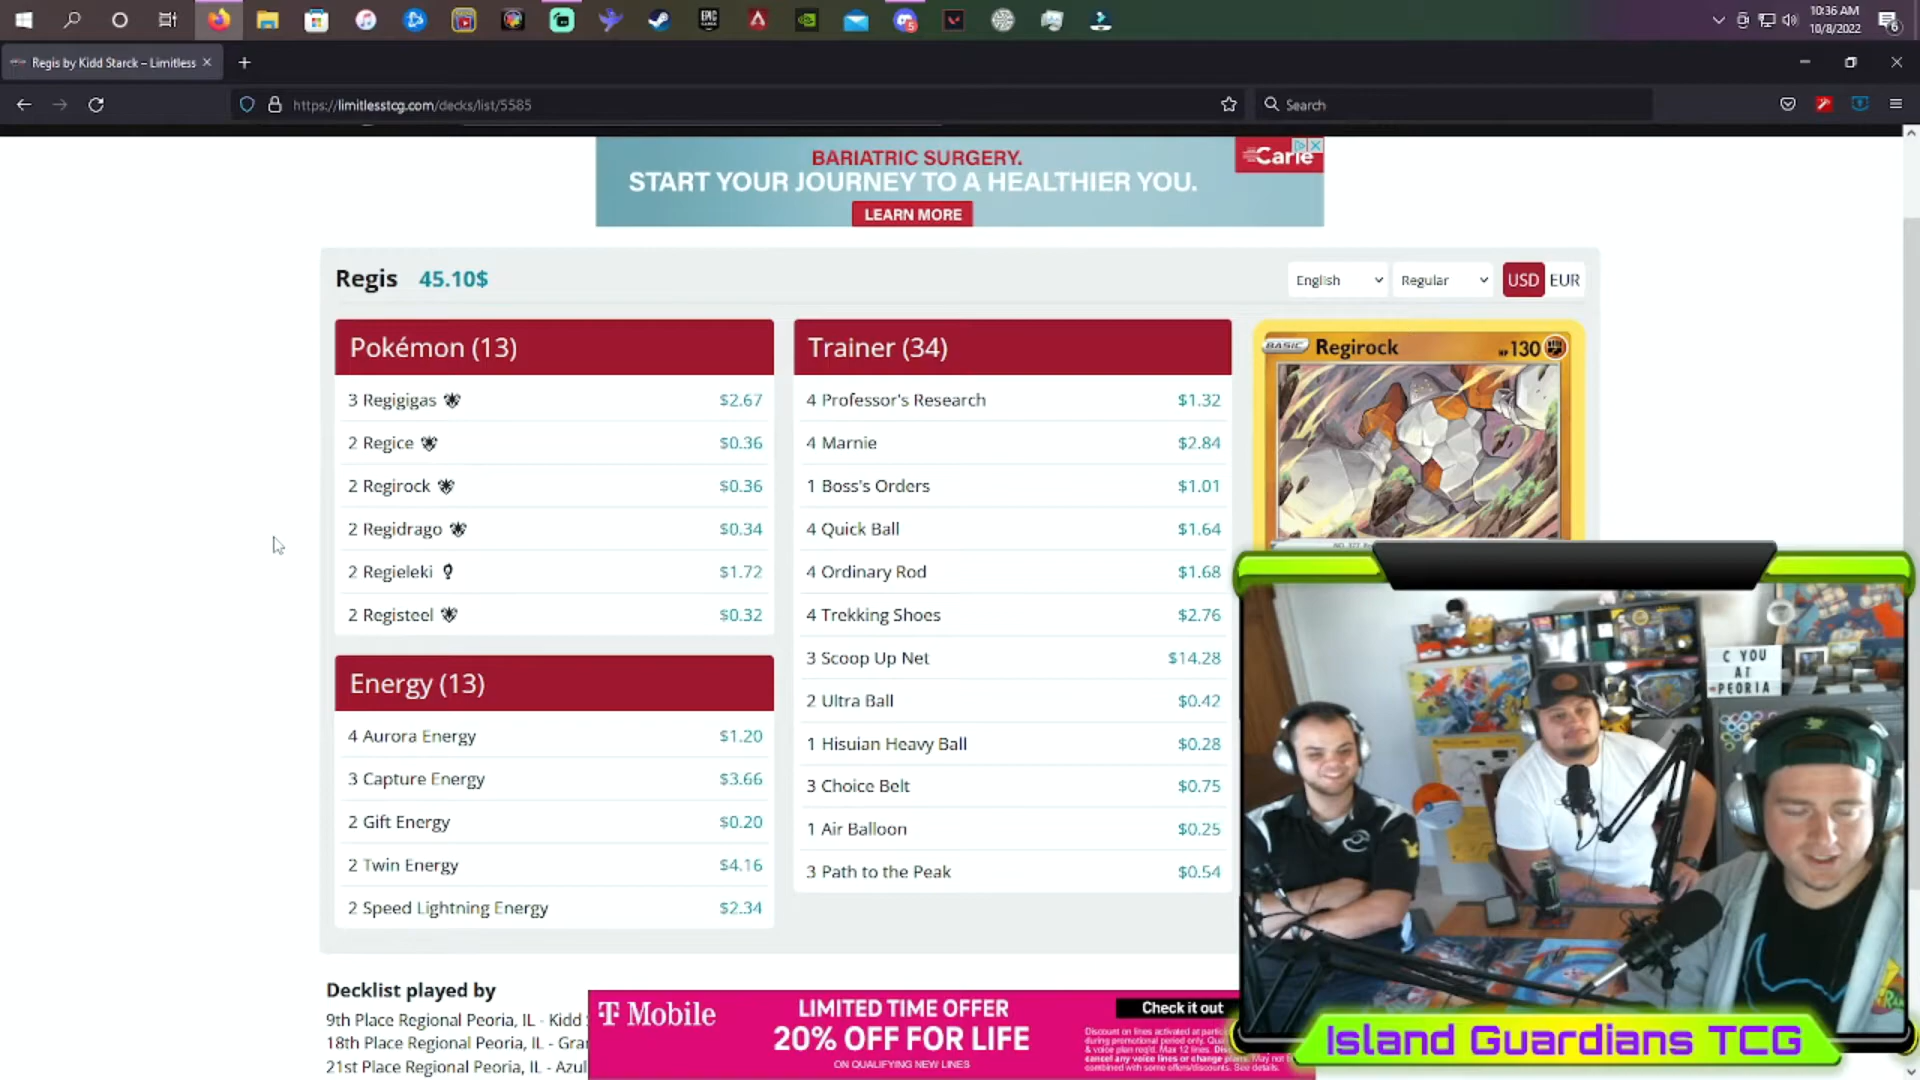 10:36 AM
10/8/2022
Regis by Kidd Starck – Limitless
https://limitlesstcg.com/decks/list/5585
Search
BARIATRIC SURGERY.
START YOUR JOURNEY TO A HEALTHIER YOU.
LEARN MORE
Carle
Regis 45.10$
English
Regular
USD EUR
Pokémon (13)
3 Regigigas $2.67
2 Regice $0.36
2 Regirock $0.36
2 Regidrago $0.34
2 Regieleki $1.72
2 Registeel $0.32
Energy (13)
4 Aurora Energy $1.20
3 Capture Energy $3.66
2 Gift Energy $0.20
2 Twin Energy $4.16
2 Speed Lightning Energy $2.34
Trainer (34)
4 Professor's Research $1.32
4 Marnie $2.84
1 Boss's Orders $1.01
4 Quick Ball $1.64
4 Ordinary Rod $1.68
4 Trekking Shoes $2.76
3 Scoop Up Net $14.28
2 Ultra Ball $0.42
1 Hisuian Heavy Ball $0.28
3 Choice Belt $0.75
1 Air Balloon $0.25
3 Path to the Peak $0.54
BASIC Regirock HP 130
C YOU
AT
PEORIA
Decklist played by
9th Place Regional Peoria, IL - Kidd
18th Place Regional Peoria, IL - Gra
21st Place Regional Peoria, IL - Azul
T Mobile
LIMITED TIME OFFER
20% OFF FOR LIFE
ON QUALIFYING NEW LINES
Check it out
Island Guardians TCG